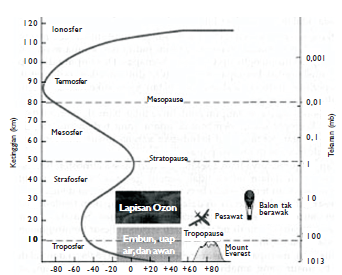 120
Ionosfer
110
100
0,001
90
Termosfer
80
Mesopause
0,01
70
Mesosfer
60
0,1
50
Stratopause
1
40
Strafosfer
30
Lapisan Ozon
10
Balon tak
berawak
20
Pesawat
10
Embun, uap
air,dan awan
Tropopause
100
Troposfer
Mount
Everest
1013
-80 -60 -40 -20 0 +20 +40 +60 +80
Ketinggian (km)
Tekanan (mb)